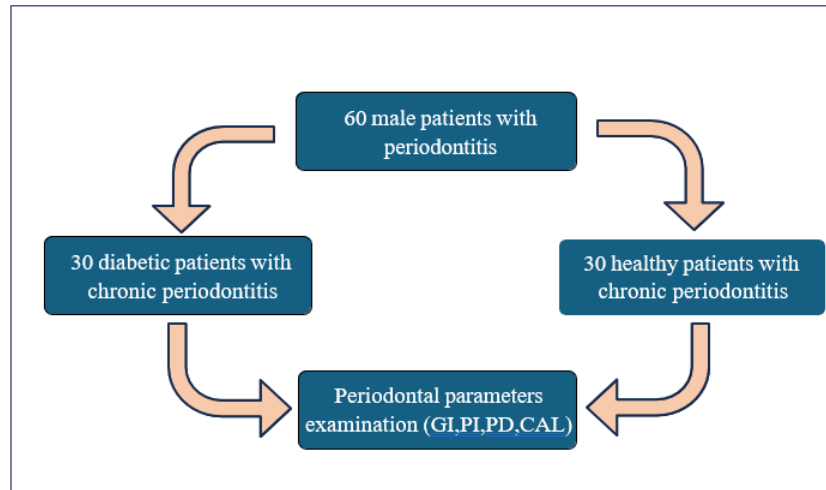 60 male patients with
periodontitis
30 diabetic patients with
chronic periodontitis
30 healthy patients with
chronic periodontitis
Periodontal parameters
examination (GI,PI,PD,CAL)